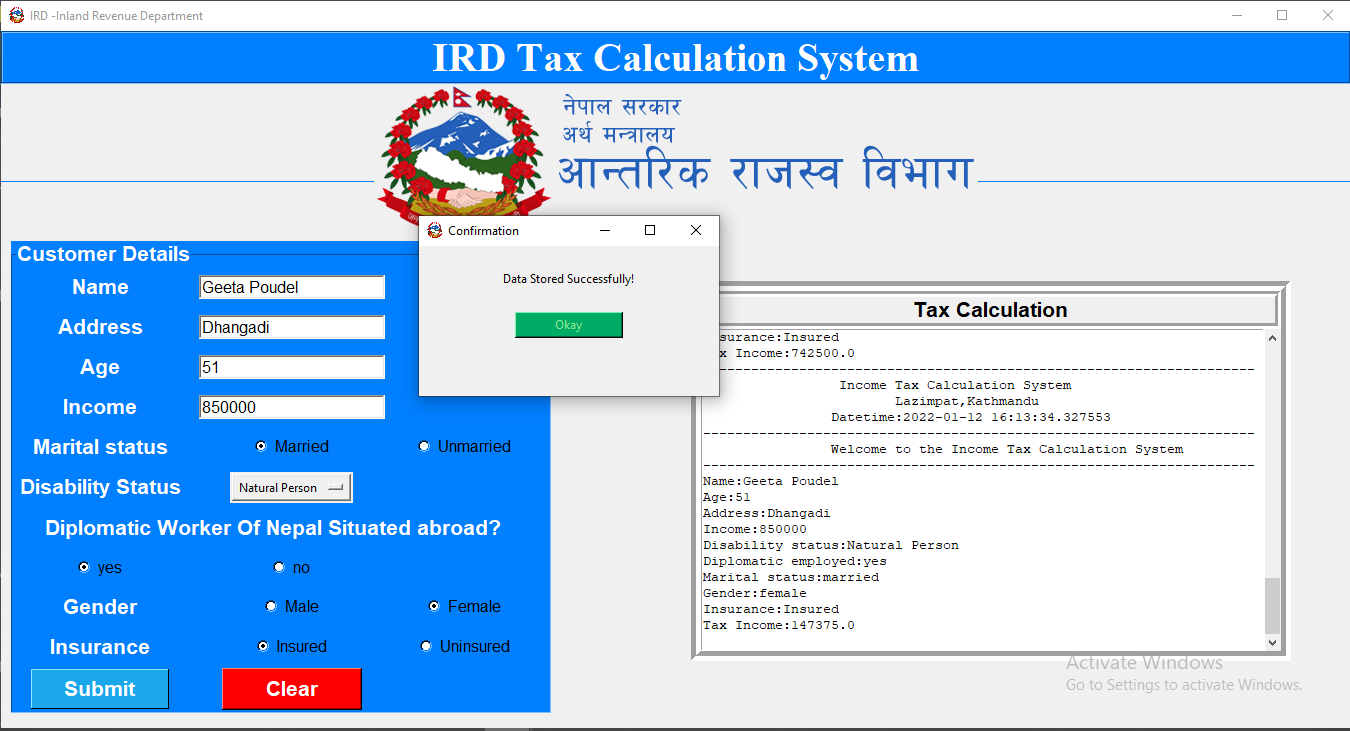 IRD -Inland Revenue Department
IRD Tax Calculation System
नेपाल सरकार
अर्थ मन्त्रालय
आन्तरिक राजस्व विभाग
Confirmation
Data Stored Successfully!
Okay
Customer Details
Name Geeta Poudel
Address Dhangadi
Age 51
Income 850000
Marital status Married Unmarried
Disability Status Natural Person
Diplomatic Worker Of Nepal Situated abroad?
yes no
Gender Male Female
Insurance Insured Uninsured
Submit Clear
Tax Calculation
surance:Insured
x Income:742500.0
Income Tax Calculation System
Lazimpat,Kathmandu
Datetime:2022-01-12 16:13:34.327553
Welcome to the Income Tax Calculation System
Name:Geeta Poudel
Age:51
Address:Dhangadi
Income:850000
Disability status:Natural Person
Diplomatic employed:yes
Marital status:married
Gender:female
Insurance:Insured
Tax Income:147375.0
Activate Windows
Go to Settings to activate Windows.